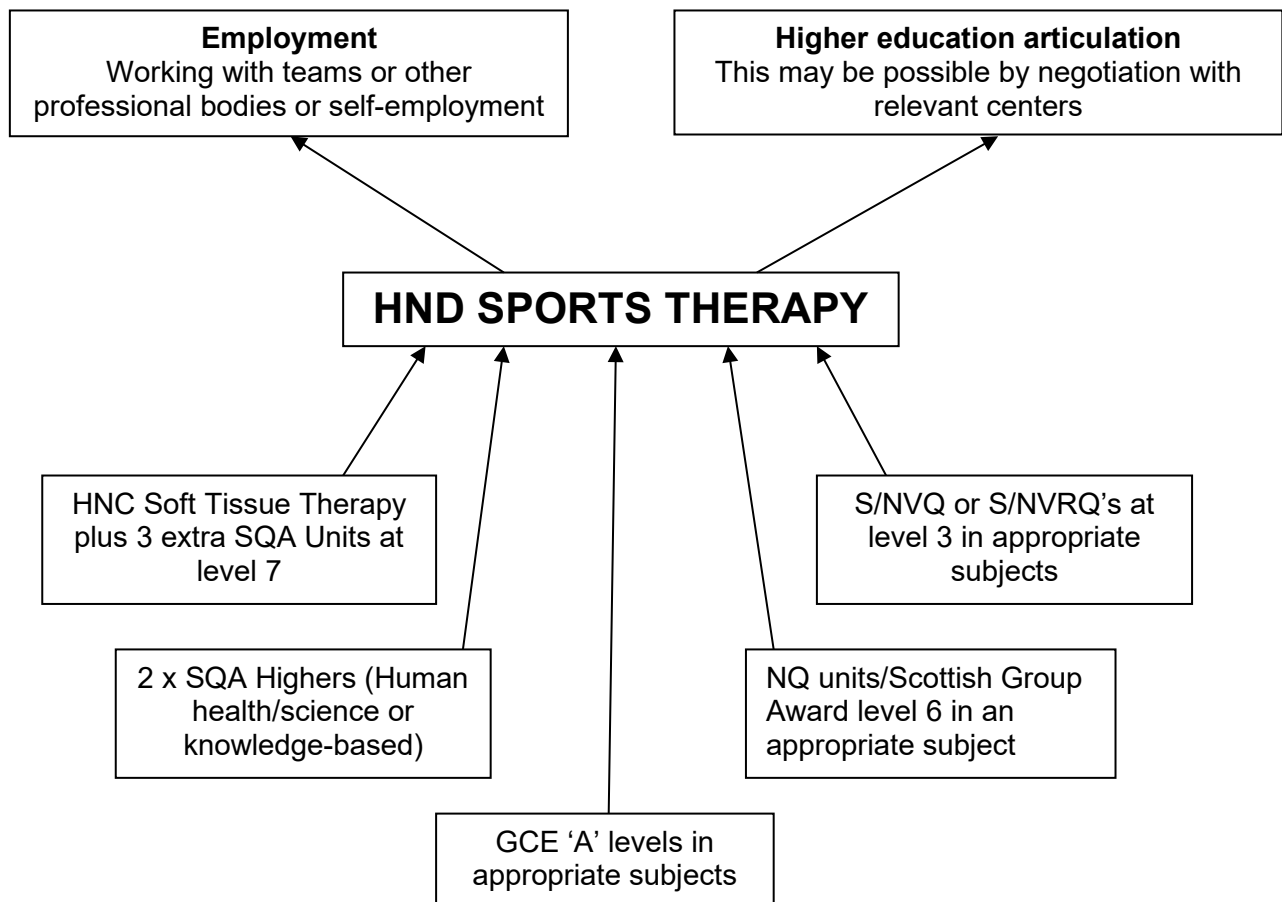 Employment
Working with teams or other
professional bodies or self-employment
Higher education articulation
This may be possible by negotiation with
relevant centers
HND SPORTS THERAPY
HNC Soft Tissue Therapy
plus 3 extra SQA Units at
level 7
S/NVQ or S/NVRQ’s at
level 3 in appropriate
subjects
2 x SQA Highers (Human
health/science or
knowledge-based)
NQ units/Scottish Group
Award level 6 in an
appropriate subject
GCE ‘A’ levels in
appropriate subjects